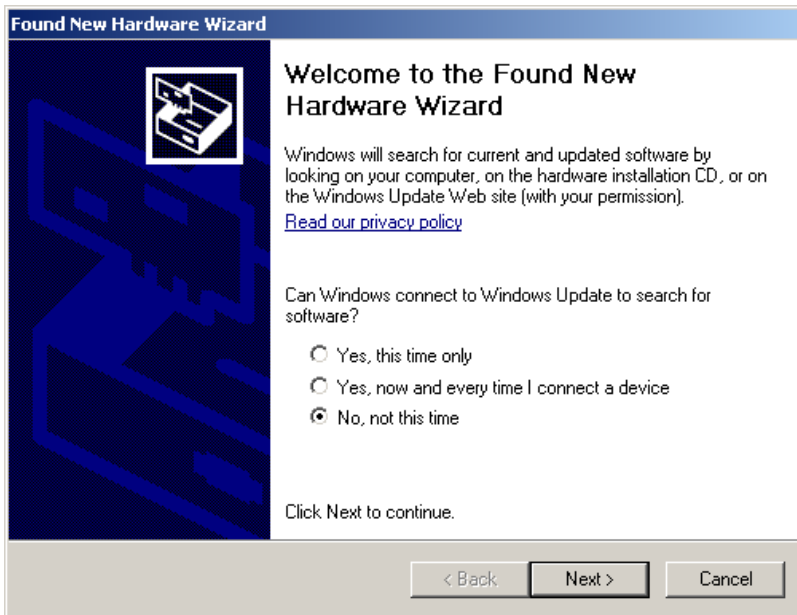 Found New Hardware Wizard
Welcome to the Found New
Hardware Wizard
Windows will search for current and updated software by
looking on your computer, on the hardware installation CD, or on
the Windows Update Web site (with your permission).
Read our privacy policy
Can Windows connect to Windows Update to search for
software?
Yes, this time only
Yes, now and every time I connect a device
No, not this time
Click Next to continue.
< Back
Next >
Cancel